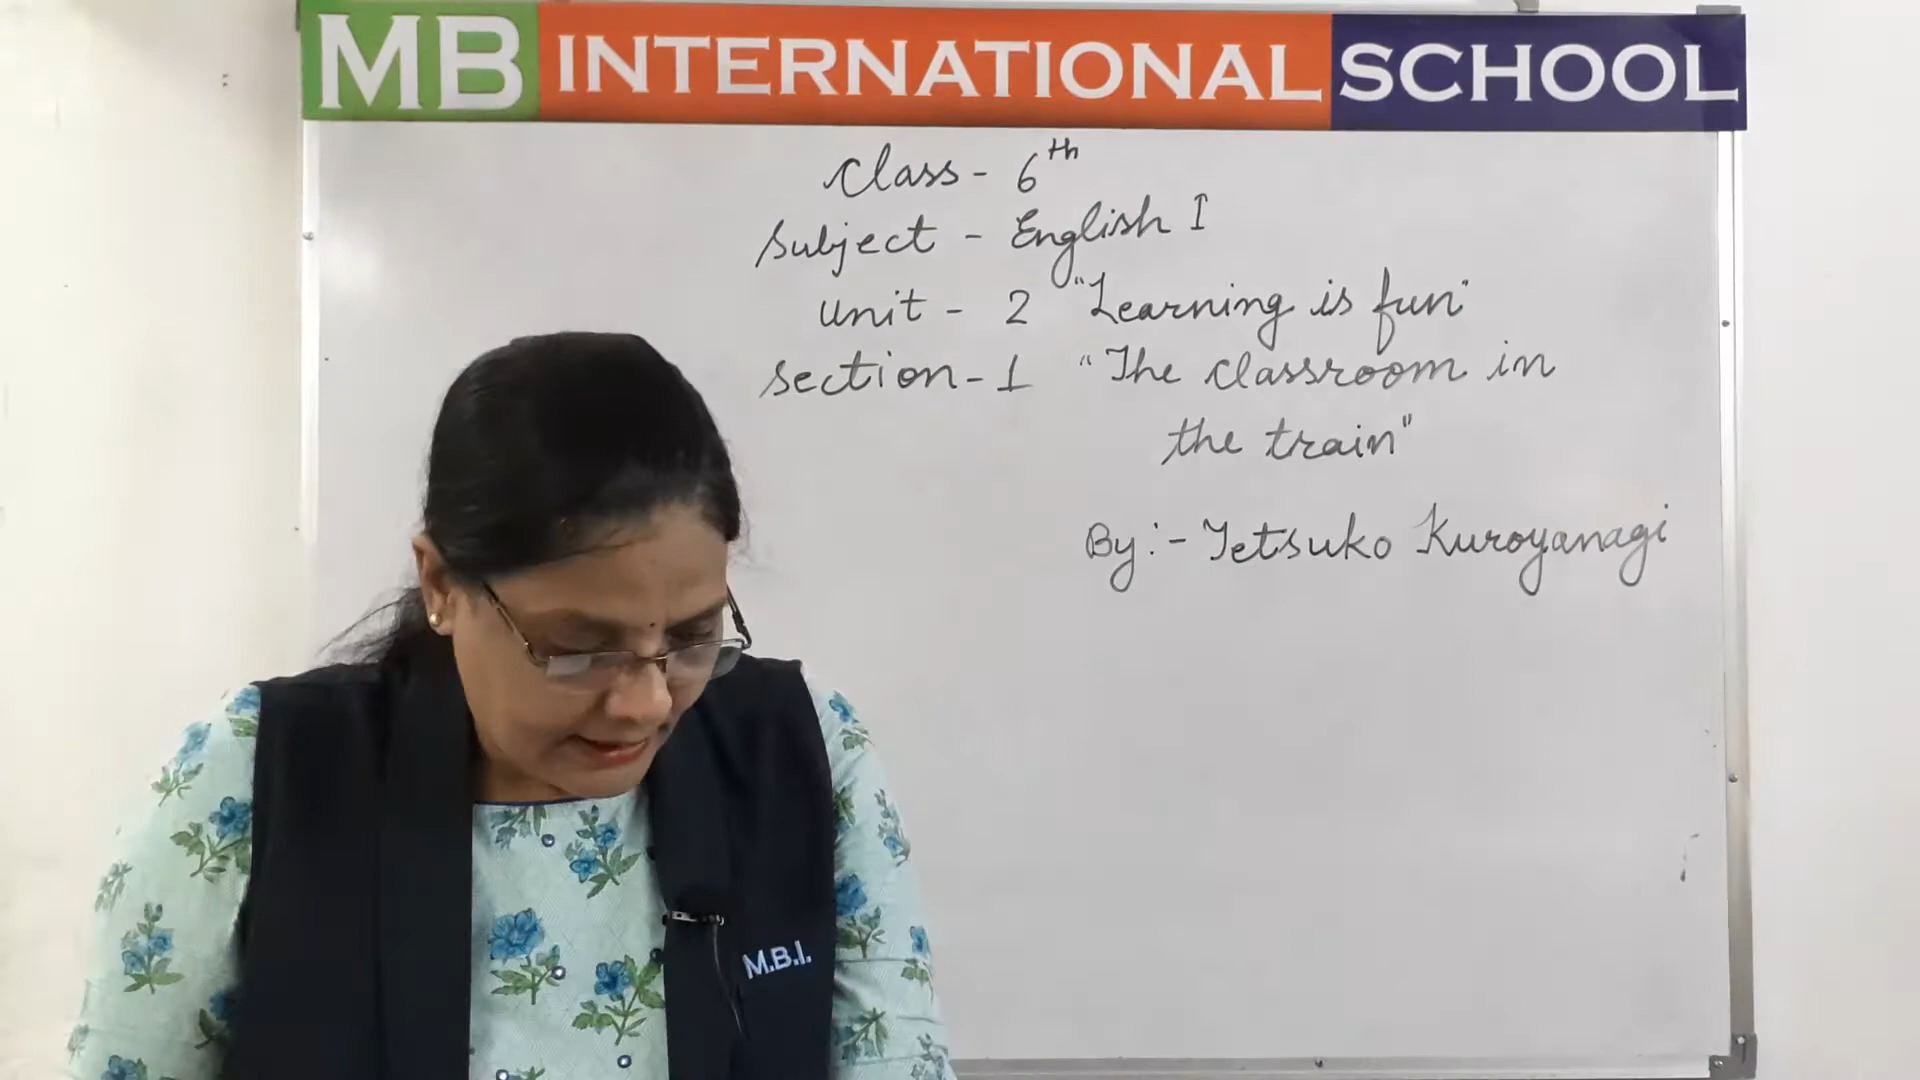 MB INTERNATIONAL SCHOOL
Class - 6th
Subject - English I
Unit - 2 "Learning is fun"
Section - 1 "The classroom in
the train"
By :- Tetsuko Kuroyanagi
M.B.I.